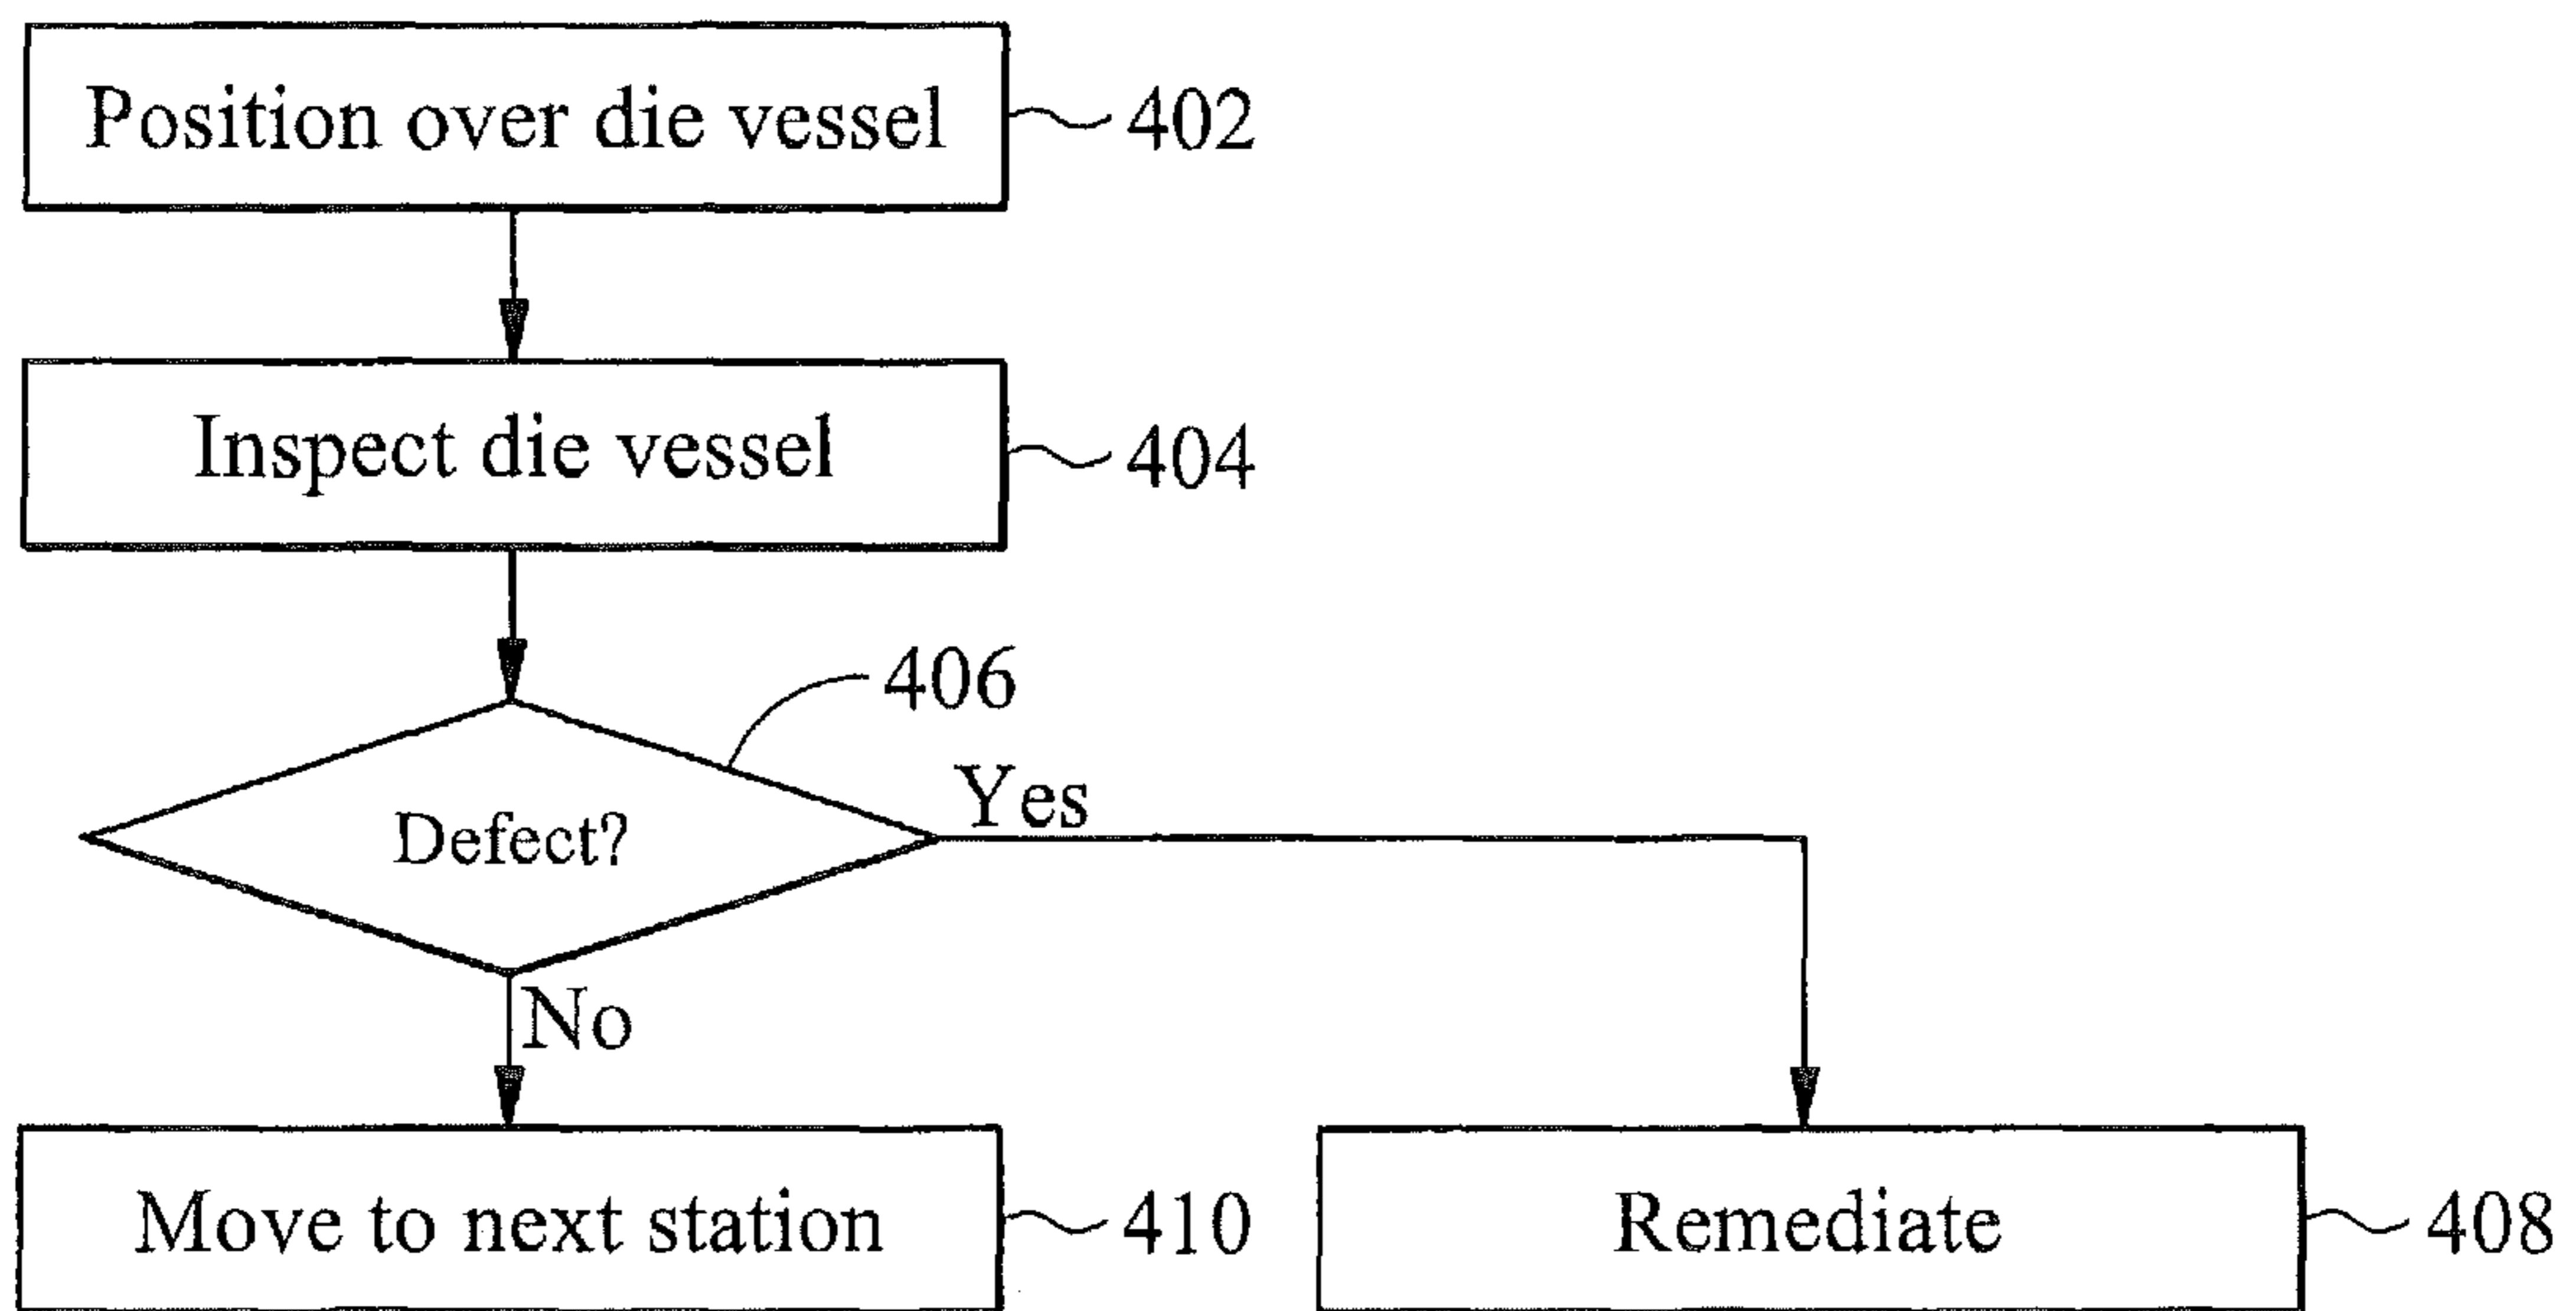 Position over die vessel 402
Inspect die vessel 404
406
Defect?
Yes
No
Move to next station 410
Remediate 408